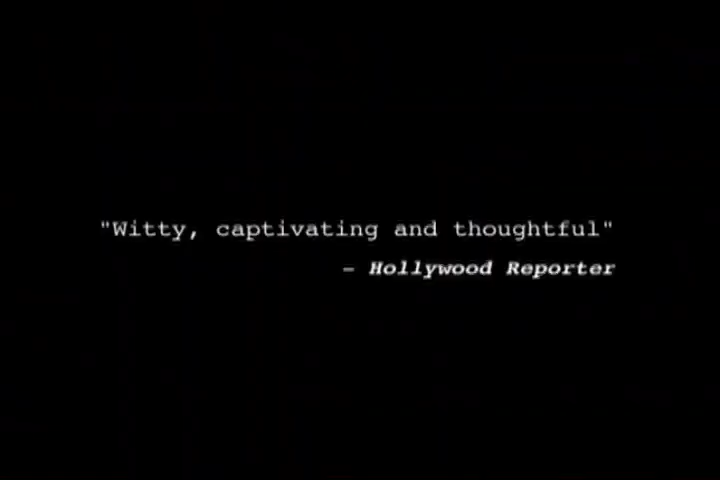 "Witty, captivating and thoughtful"
– Hollywood Reporter